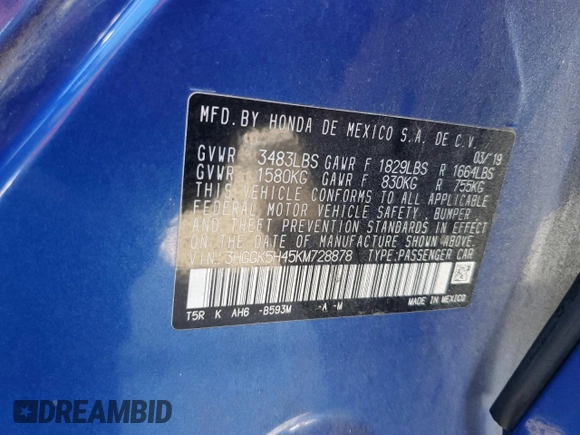 MFD.BY HONDA DE MEXICO S.A. DE C.V.
03/19
GVWR 3483LBS GAWR F 1829LBS R 1664LBS
GVWR 1580KG GAWR F 830KG R 755KG
THIS VEHICLE CONFORMS TO ALL APPLICABLE
FEDERAL MOTOR VEHICLE SAFETY, BUMPER
AND THEFT PREVENTION STANDARDS IN EFFECT
ON THE DATE OF MANUFACTURE SHOWN ABOVE.
VIN: 3HGGK5H45KM728878 TYPE:PASSENGER CAR
T5R K AH6 -B593M -A -M MADE IN MEXICO
DREAMBID